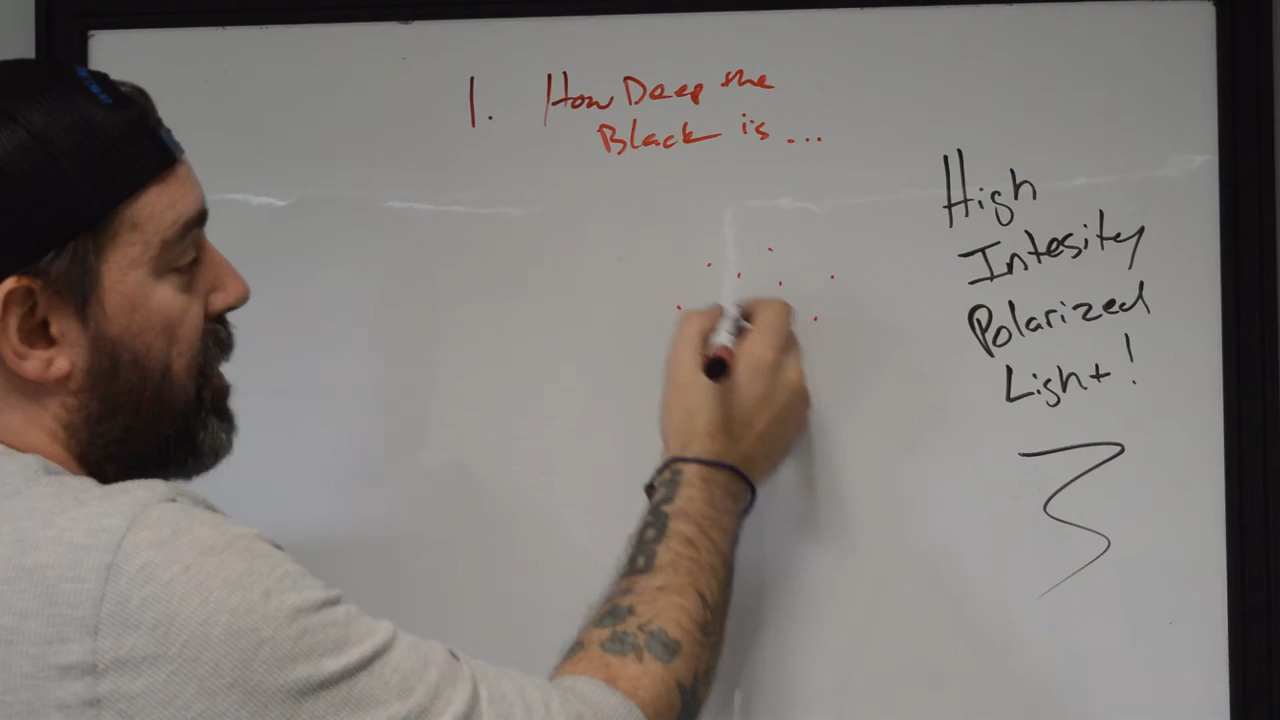 1. How Deep the
Black is...
High
Intesity
Polarized
Light!